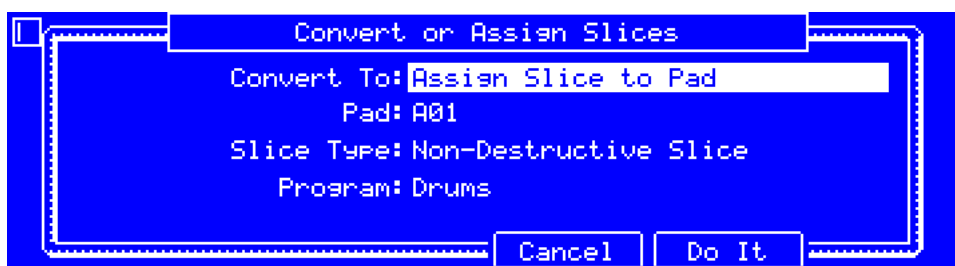 Convert or Assign Slices
Convert To: Assign Slice to Pad
Pad: A01
Slice Type: Non-Destructive Slice
Program: Drums
Cancel Do It